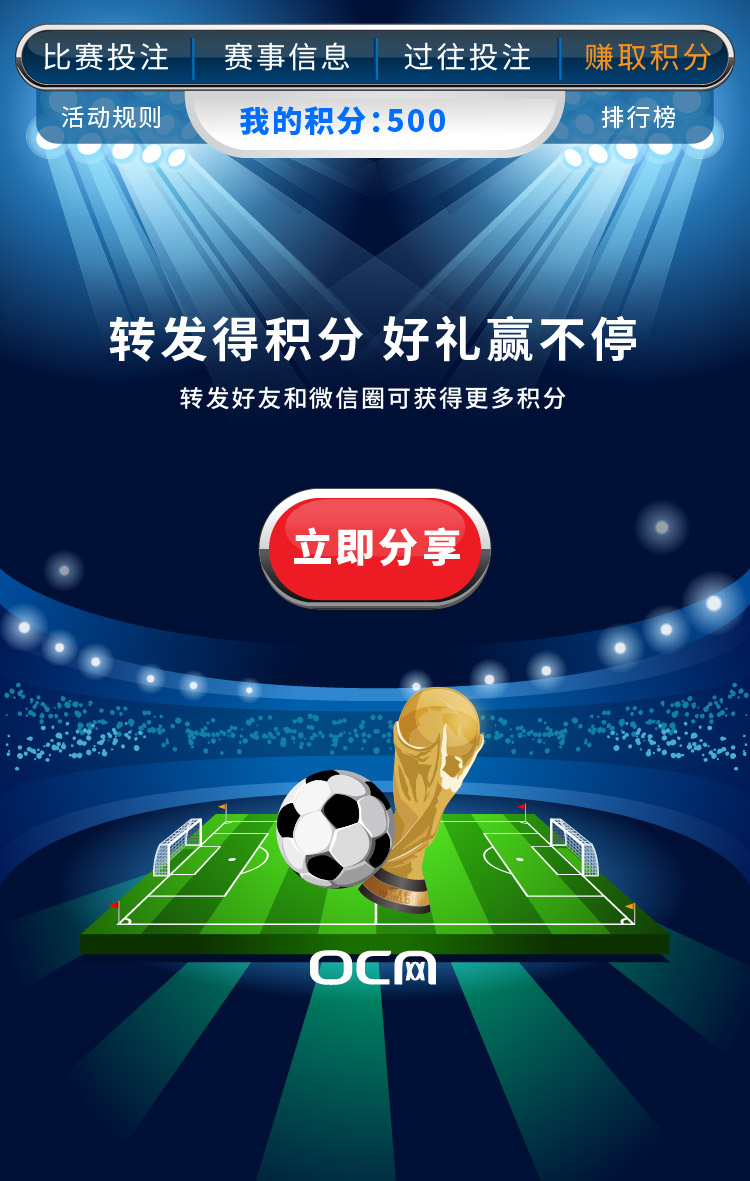 比赛投注 赛事信息 过往投注 赚取积分
活动规则 我的积分:500 排行榜
转发得积分 好礼赢不停
转发好友和微信圈可获得更多积分
立即分享
OCM